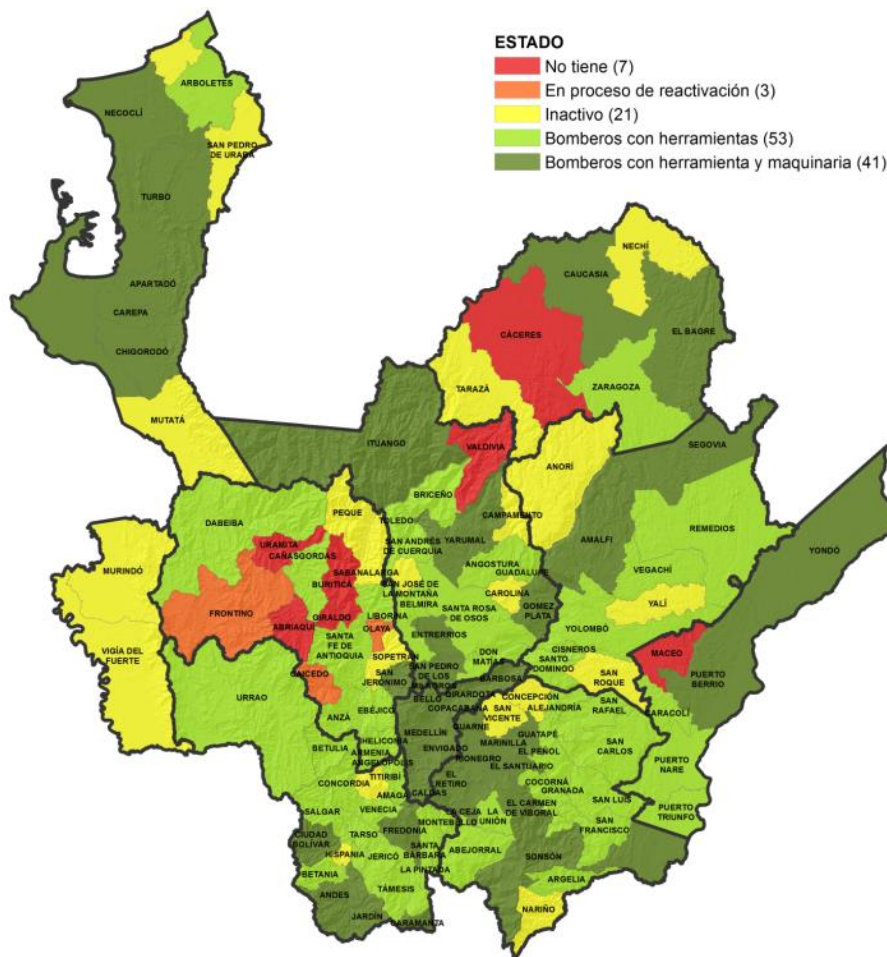 ESTADO
No tiene (7)
En proceso de reactivación (3)
Inactivo (21)
Bomberos con herramientas (53)
Bomberos con herramienta y maquinaria (41)
ARBOLETES
NECOCLÍ
SAN PEDRO
DE URABA
TURBO
APARTADÓ
CAREPA
CHIGORODÓ
MUTATÁ
NECHÍ
CAUCASIA
CÁCERES
EL BAGRE
TARAZÁ
ZARAGOZA
ITUANGO
VALDIVIA
ANORÍ
SEGOVIA
BRICEÑO
CAMPAMENTO
YARUMAL
AMALFI
REMEDIOS
YONDÓ
DABEIBA
PEQUE
TOLEDO
SAN ANDRÉS
DE CUERQUIA
URAMITA
CAÑASGORDAS
SABANALARGA
ANGOSTURA
GUADALUPE
VEGACHÍ
MURINDÓ
BURITICÁ
SAN JOSÉ DE
LA MONTAÑA
CAROLINA
YALÍ
FRONTINO
GIRALDO
LIBORINA
BELMIRA
SANTA ROSA
DE OSOS
GOMEZ
PLATA
ABRIAQUI
OLAYA
YOLOMBÓ
SANTA
FE DE
ANTIOQUIA
ENTRERRIOS
DON
MATÍAS
CISNEROS
SANTO
DOMINGO
MACEO
VIGÍA DEL
FUERTE
SOPETRÁN
CAICEDO
SAN
JERÓNIMO
SAN PEDRO
DE LOS
MILAGROS
BARBOSA
SAN
ROQUE
PUERTO
BERRIO
URRAO
GIRARDOTA
CONCEPCIÓN
BELLO
COPACABANA
SAN
VICENTE
ALEJANDRÍA
SAN
RAFAEL
CARACOLÍ
ANZÁ
EBÉJICO
MEDELLÍN
GUARNE
GUATAPÉ
HELICONIA
MARINILLA
EL PEÑOL
SAN
CARLOS
BETULIA
ARMENIA
ANGELÓPOLIS
ENVIGADO
RIONEGRO
EL SANTUARIO
PUERTO
NARE
CONCORDIA
TITIRIBÍ
AMAGÁ
CALDAS
EL
RETIRO
COCORNÁ
GRANADA
SALGAR
VENECIA
LA CEJA
LA
UNIÓN
EL CARMEN
DE VIBORAL
SAN LUIS
PUERTO
TRIUNFO
MONTEBELLO
SAN
FRANCISCO
CIUDAD
BOLÍVAR
TARSO
FREDONIA
SANTA
BÁRBARA
ABEJORRAL
HISPANIA
JERICÓ
LA PINTADA
SONSÓN
BETANIA
ARGELIA
ANDES
TÁMESIS
NARIÑO
JARDÍN
CARAMANTA